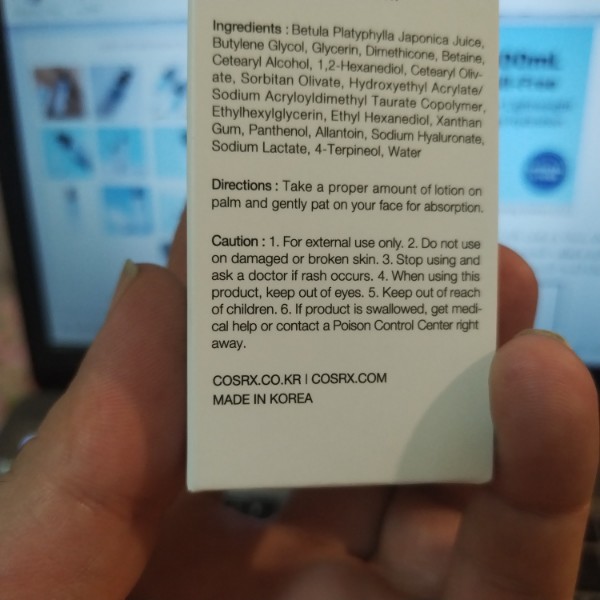 Ingredients : Betula Platyphylla Japonica Juice,
Butylene Glycol, Glycerin, Dimethicone, Betaine,
Cetearyl Alcohol, 1,2-Hexanediol, Cetearyl Oliv-
ate, Sorbitan Olivate, Hydroxyethyl Acrylate/
Sodium Acryloyldimethyl Taurate Copolymer,
Ethylhexylglycerin, Ethyl Hexanediol, Xanthan
Gum, Panthenol, Allantoin, Sodium Hyaluronate,
Sodium Lactate, 4-Terpineol, Water
Directions : Take a proper amount of lotion on
palm and gently pat on your face for absorption.
Caution : 1. For external use only. 2. Do not use
on damaged or broken skin. 3. Stop using and
ask a doctor if rash occurs. 4. When using this
product, keep out of eyes. 5. Keep out of reach
of children. 6. If product is swallowed, get medi-
cal help or contact a Poison Control Center right
away.
COSRX.CO.KR | COSRX.COM
MADE IN KOREA